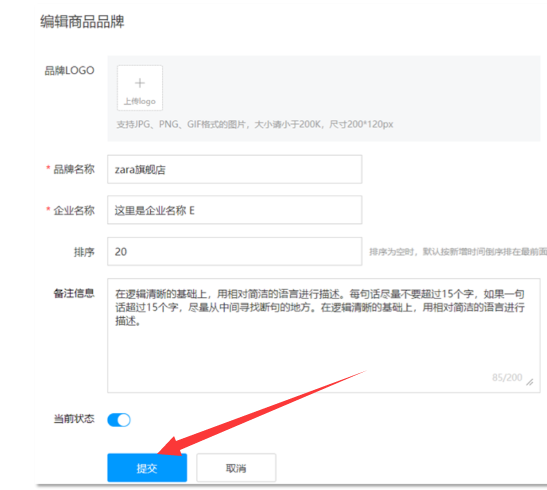 编辑商品品牌
品牌LOGO
+
上传logo
支持JPG、PNG、GIF格式的图片，大小请小于200K，尺寸200*120px
* 品牌名称 zara旗舰店
* 企业名称 这里是企业名称 E
排序 20 排序为空时，默认按新增时间倒序排在最前面
备注信息 在逻辑清晰的基础上，用相对简洁的语言进行描述。每句话尽量不要超过15个字，如果一句
话超过15个字，尽量从中间寻找断句的地方。在逻辑清晰的基础上，用相对简洁的语言进行
描述。
85/200
当前状态
提交 取消